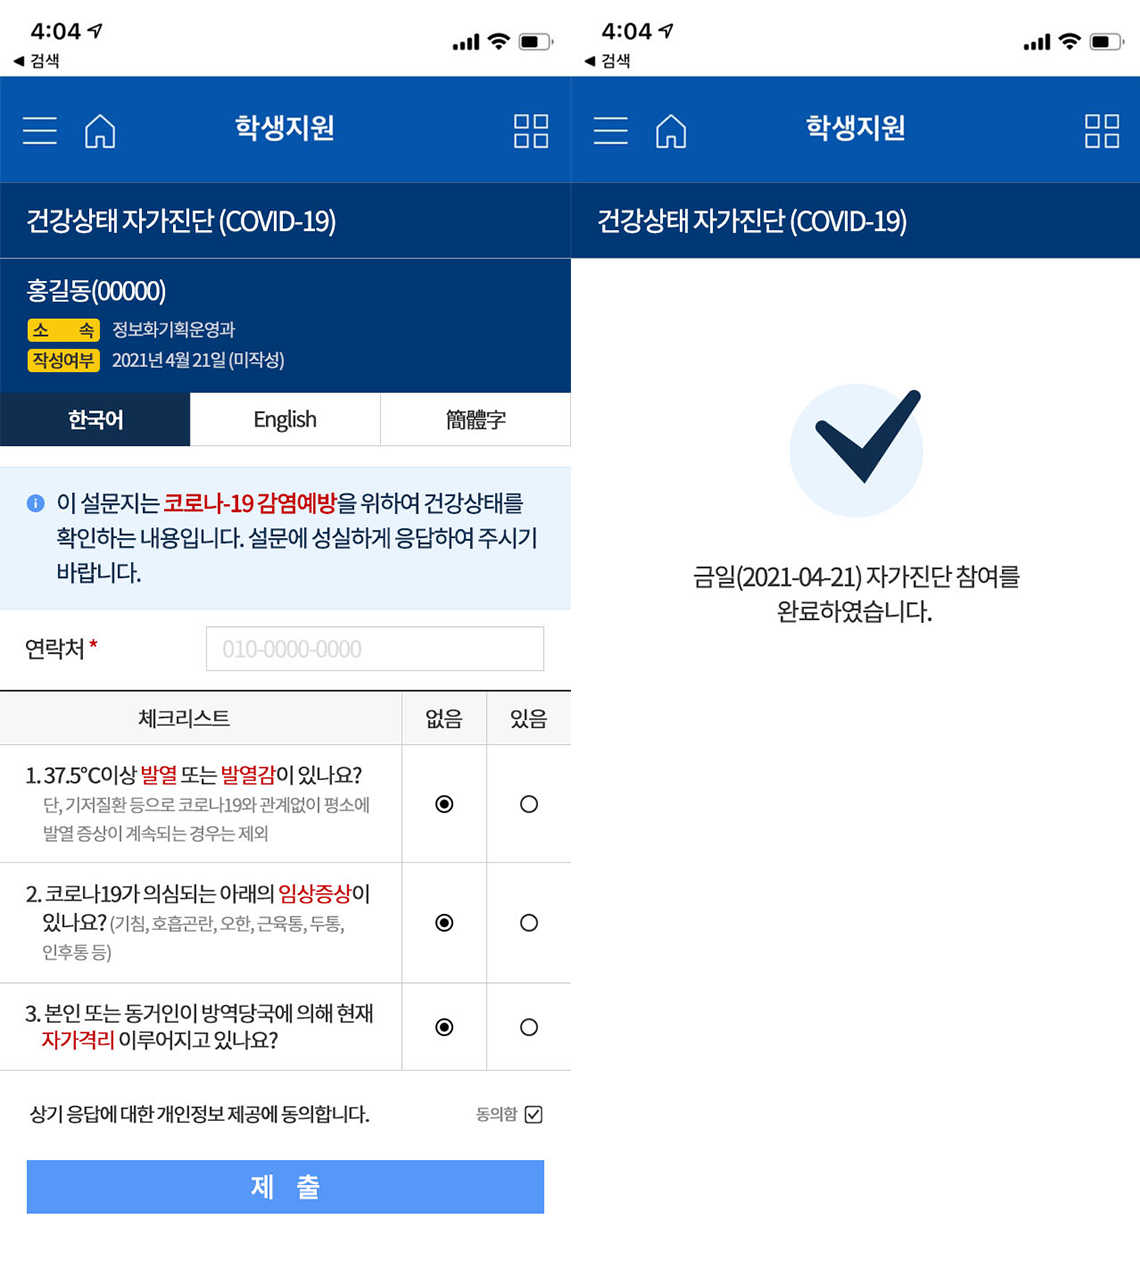 4:04
◀ 검색
학생지원
건강상태 자가진단 (COVID-19)
홍길동(00000)
소 속 정보화기획운영과
작성여부 2021년 4월 21일 (미작성)
한국어 English 簡體字
이 설문지는 코로나-19 감염예방을 위하여 건강상태를
확인하는 내용입니다. 설문에 성실하게 응답하여 주시기
바랍니다.
연락처 * 010-0000-0000
체크리스트 없음 있음
1. 37.5℃이상 발열 또는 발열감이 있나요?
단, 기저질환 등으로 코로나19와 관계없이 평소에
발열 증상이 계속되는 경우는 제외
2. 코로나19가 의심되는 아래의 임상증상이
있나요? (기침, 호흡곤란, 오한, 근육통, 두통,
인후통 등)
3. 본인 또는 동거인이 방역당국에 의해 현재
자가격리 이루어지고 있나요?
상기 응답에 대한 개인정보 제공에 동의합니다. 동의함
제 출
4:04
◀ 검색
학생지원
건강상태 자가진단 (COVID-19)
금일(2021-04-21) 자가진단 참여를
완료하였습니다.